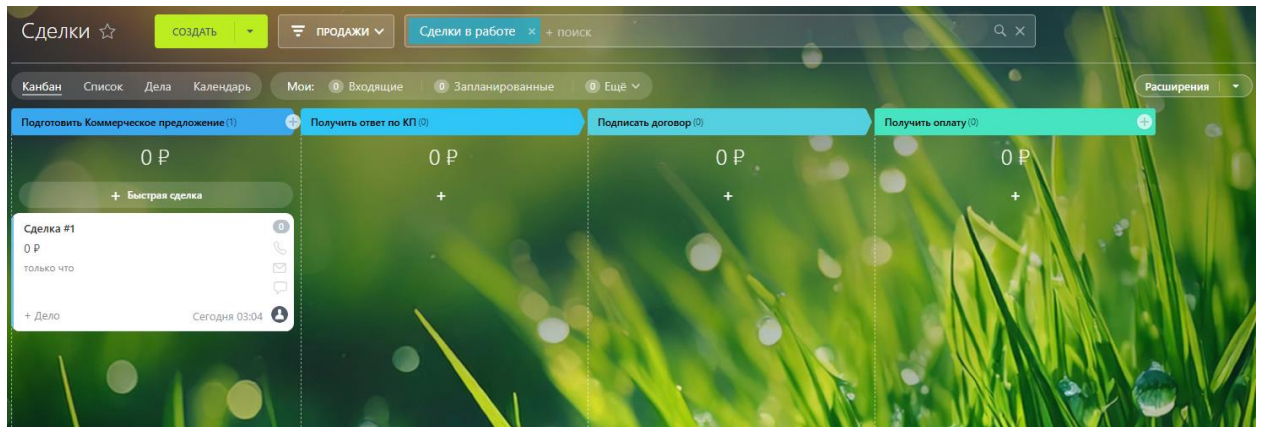 Сделки
СОЗДАТЬ
ПРОДАЖИ
Сделки в работе × + поиск
Канбан Список Дела Календарь Мои: 0 Входящие 0 Запланированные 0 Ещё
Расширения
Подготовить Коммерческое предложение (1) Получить ответ по КП (0) Подписать договор (0) Получить оплату (0)
0 ₽ 0 ₽ 0 ₽ 0 ₽
+ Быстрая сделка + + +
Сделка #1 0
0 ₽
только что
+ Дело Сегодня 03:04